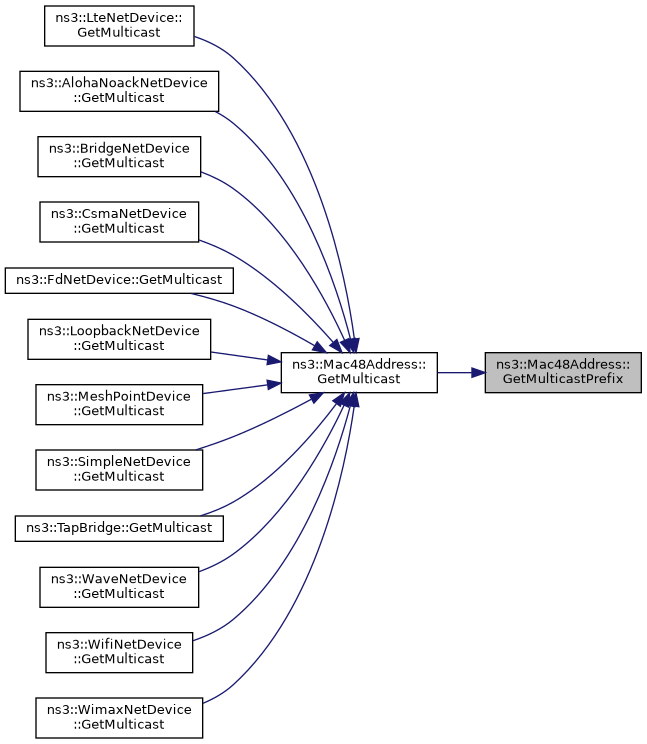 ns3::LteNetDevice::
GetMulticast
ns3::AlohaNoackNetDevice
::GetMulticast
ns3::BridgeNetDevice
::GetMulticast
ns3::CsmaNetDevice
::GetMulticast
ns3::FdNetDevice::GetMulticast
ns3::LoopbackNetDevice
::GetMulticast
ns3::MeshPointDevice
::GetMulticast
ns3::SimpleNetDevice
::GetMulticast
ns3::TapBridge::GetMulticast
ns3::WaveNetDevice
::GetMulticast
ns3::WifiNetDevice
::GetMulticast
ns3::WimaxNetDevice
::GetMulticast
ns3::Mac48Address::
GetMulticast
ns3::Mac48Address::
GetMulticastPrefix